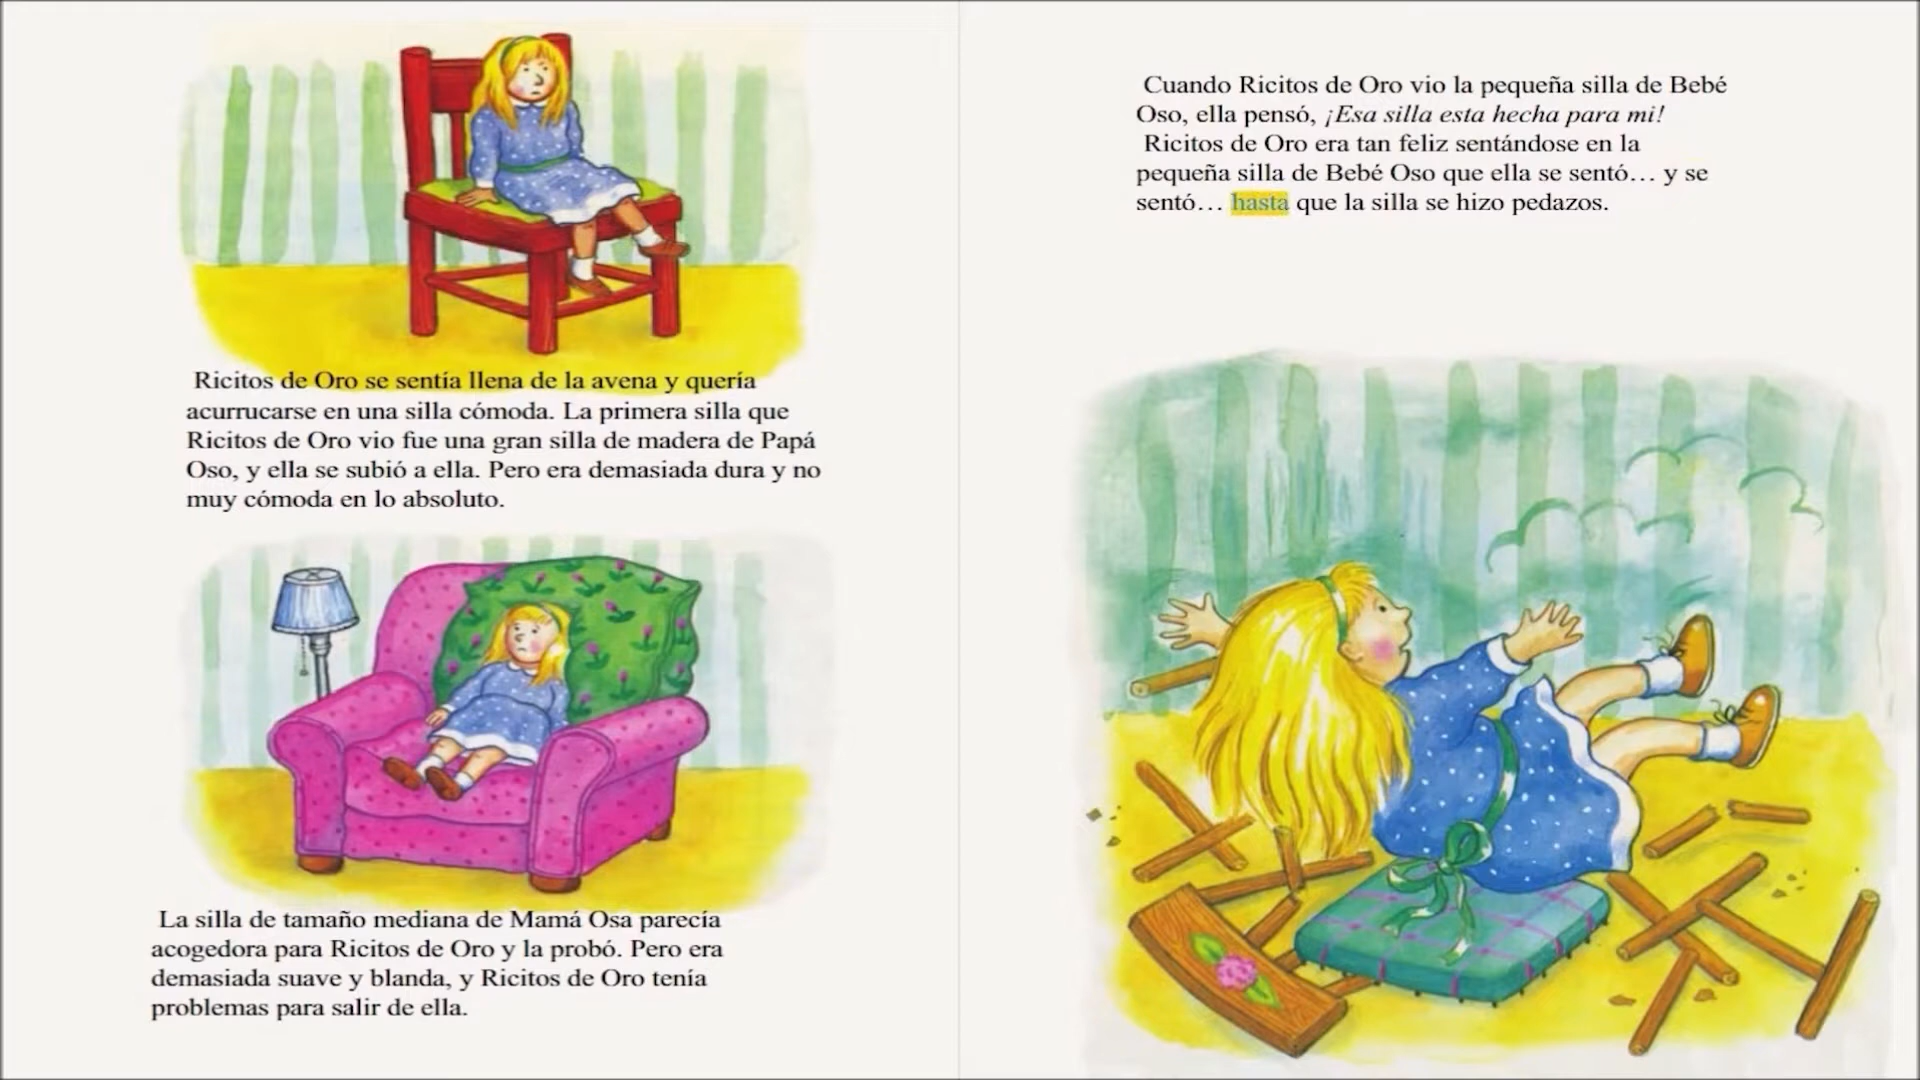 Ricitos de Oro se sentía llena de la avena y quería
acurrucarse en una silla cómoda. La primera silla que
Ricitos de Oro vio fue una gran silla de madera de Papá
Oso, y ella se subió a ella. Pero era demasiada dura y no
muy cómoda en lo absoluto.
La silla de tamaño mediana de Mamá Osa parecía
acogedora para Ricitos de Oro y la probó. Pero era
demasiada suave y blanda, y Ricitos de Oro tenía
problemas para salir de ella.
Cuando Ricitos de Oro vio la pequeña silla de Bebé
Oso, ella pensó, ¡Esa silla esta hecha para mi!
Ricitos de Oro era tan feliz sentándose en la
pequeña silla de Bebé Oso que ella se sentó… y se
sentó… hasta que la silla se hizo pedazos.